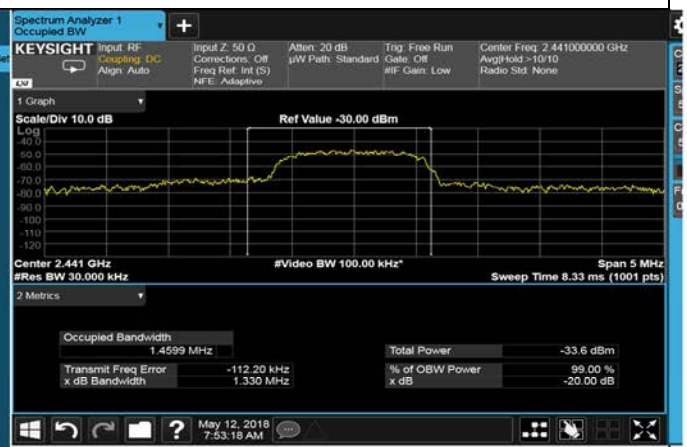 Spectrum Analyzer 1
Occupied BW
KEYSIGHT
Input: RF
Coupling: DC
Align: Auto
Input Z: 50 Ω
Corrections: Off
Freq Ref: Int (S)
NFE: Adaptive
Atten: 20 dB
µW Path: Standard
Trig: Free Run
Gate: Off
#IF Gain: Low
Center Freq: 2.441000000 GHz
Avg|Hold:>10/10
Radio Std: None
1 Graph
Scale/Div 10.0 dB
Ref Value -30.00 dBm
Log
-40.0
-50.0
-60.0
-70.0
-80.0
-90.0
-100
-110
-120
Center 2.441 GHz
#Video BW 100.00 kHz*
Span 5 MHz
#Res BW 30.000 kHz
Sweep Time 8.33 ms (1001 pts)
2 Metrics
Occupied Bandwidth
1.4599 MHz
Total Power -33.6 dBm
Transmit Freq Error -112.20 kHz
% of OBW Power 99.00 %
x dB Bandwidth 1.330 MHz
x dB -20.00 dB
?
May 12, 2018
7:53:18 AM